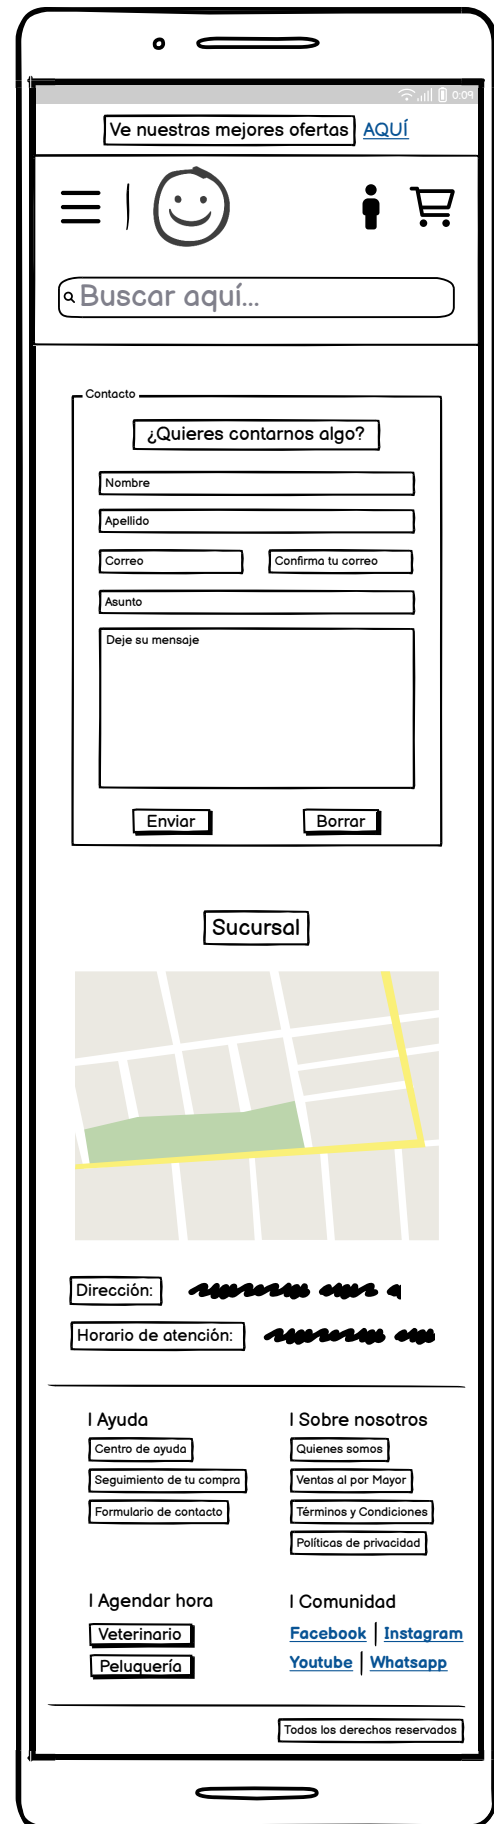 0:09
Ve nuestras mejores ofertas AQUÍ
Buscar aquí...
Contacto
¿Quieres contarnos algo?
Nombre
Apellido
Correo Confirma tu correo
Asunto
Deje su mensaje
Enviar Borrar
Sucursal
Dirección:
Horario de atención:
| Ayuda
Centro de ayuda
Seguimiento de tu compra
Formulario de contacto
| Sobre nosotros
Quienes somos
Ventas al por Mayor
Términos y Condiciones
Políticas de privacidad
| Agendar hora
Veterinario
Peluquería
| Comunidad
Facebook | Instagram
Youtube | Whatsapp
Todos los derechos reservados